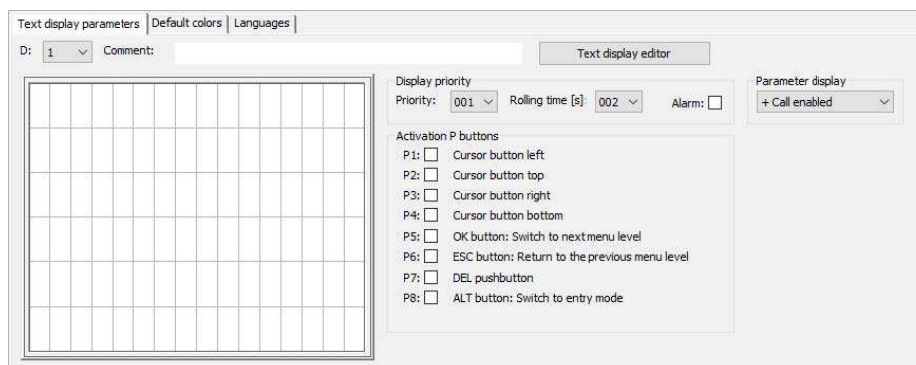 Text display parameters Default colors Languages
D: 1 Comment: Text display editor
Display priority
Priority: 001 Rolling time [s]: 002 Alarm:
Parameter display
+ Call enabled
Activation P buttons
P1: Cursor button left
P2: Cursor button top
P3: Cursor button right
P4: Cursor button bottom
P5: OK button: Switch to next menu level
P6: ESC button: Return to the previous menu level
P7: DEL pushbutton
P8: ALT button: Switch to entry mode